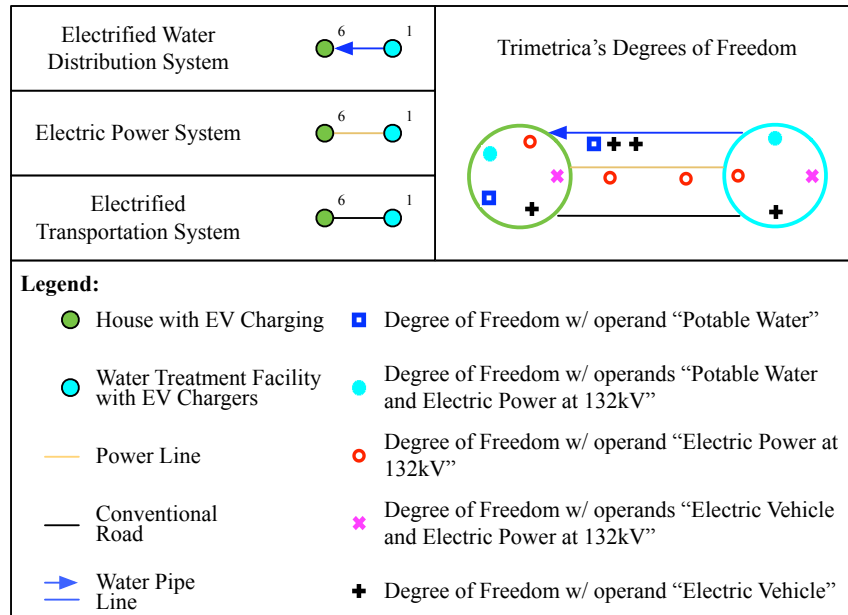 Electrified Water
Distribution System
6
1
Electric Power System
6
1
Electrified
Transportation System
6
1
Trimetrica’s Degrees of Freedom
Legend:
House with EV Charging
Water Treatment Facility
with EV Chargers
Power Line
Conventional
Road
Water Pipe
Line
Degree of Freedom w/ operand “Potable Water”
Degree of Freedom w/ operands “Potable Water
and Electric Power at 132kV”
Degree of Freedom w/ operand “Electric Power at
132kV”
Degree of Freedom w/ operands “Electric Vehicle
and Electric Power at 132kV”
Degree of Freedom w/ operand “Electric Vehicle”